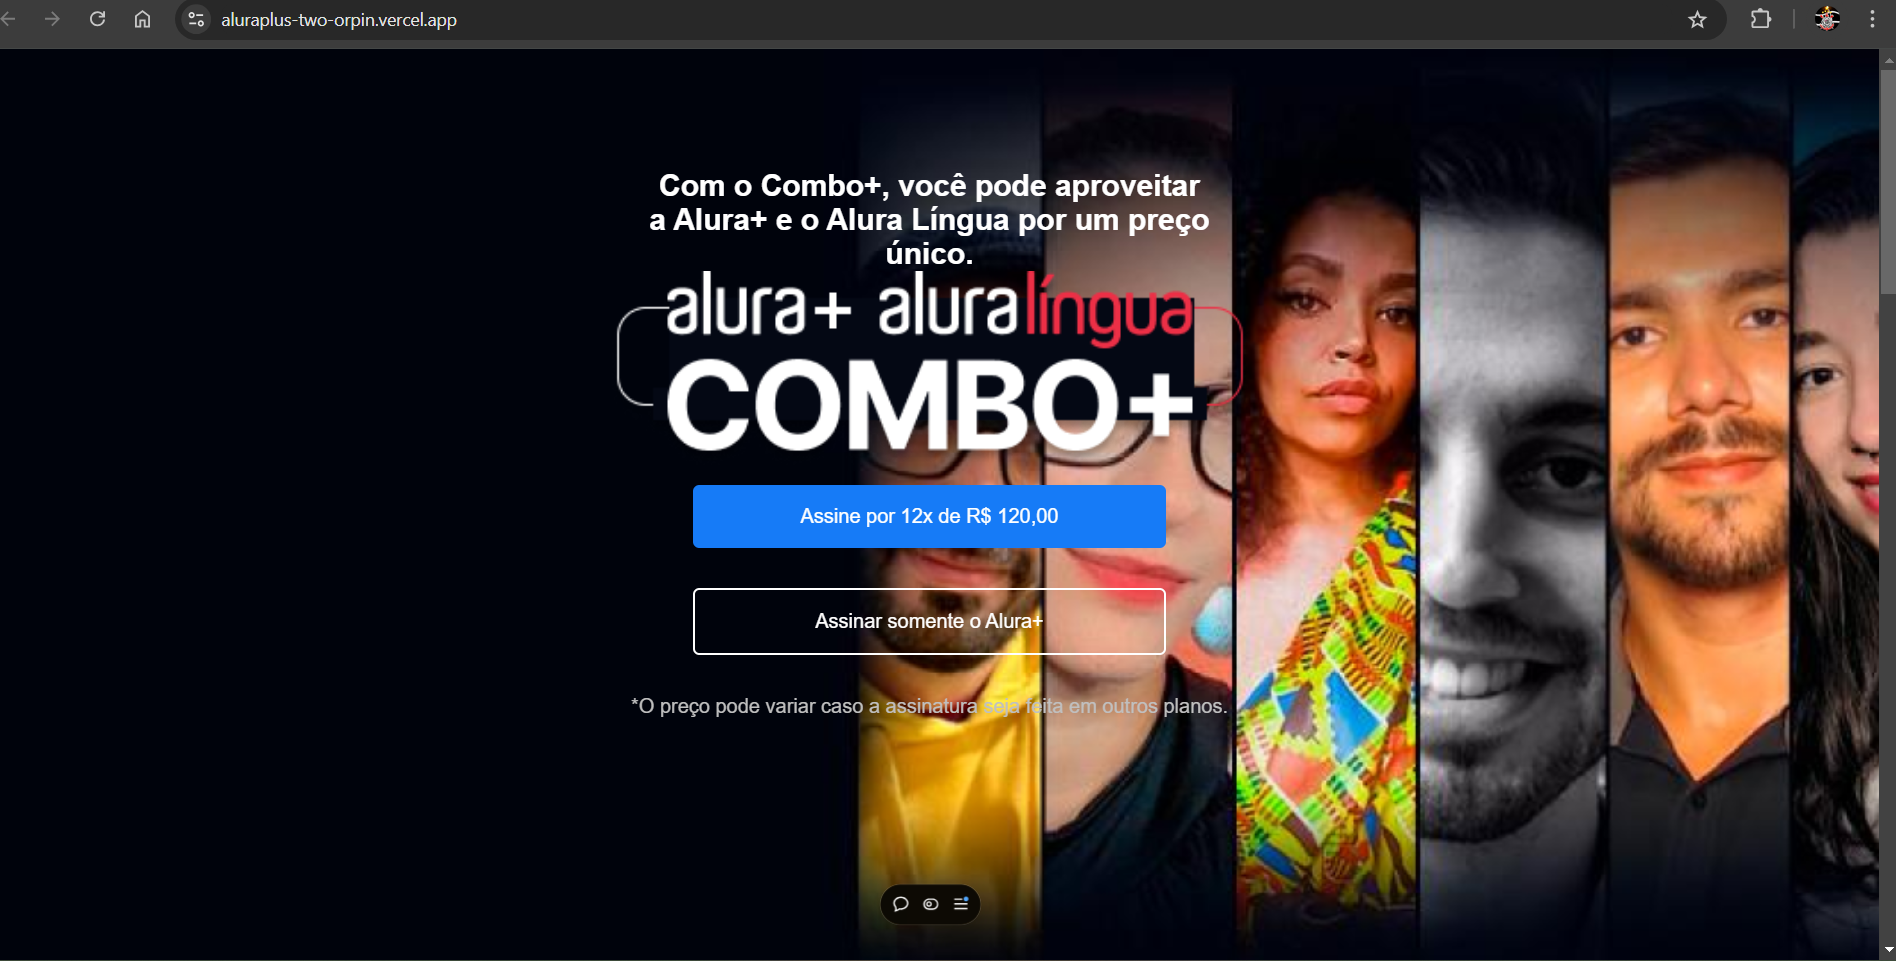 aluraplus-two-orpin.vercel.app
Com o Combo+, você pode aproveitar
a Alura+ e o Alura Língua por um preço
único.
alura+ aluralíngua
COMBO+
Assine por 12x de R$ 120,00
Assinar somente o Alura+
*O preço pode variar caso a assinatura seja feita em outros planos.